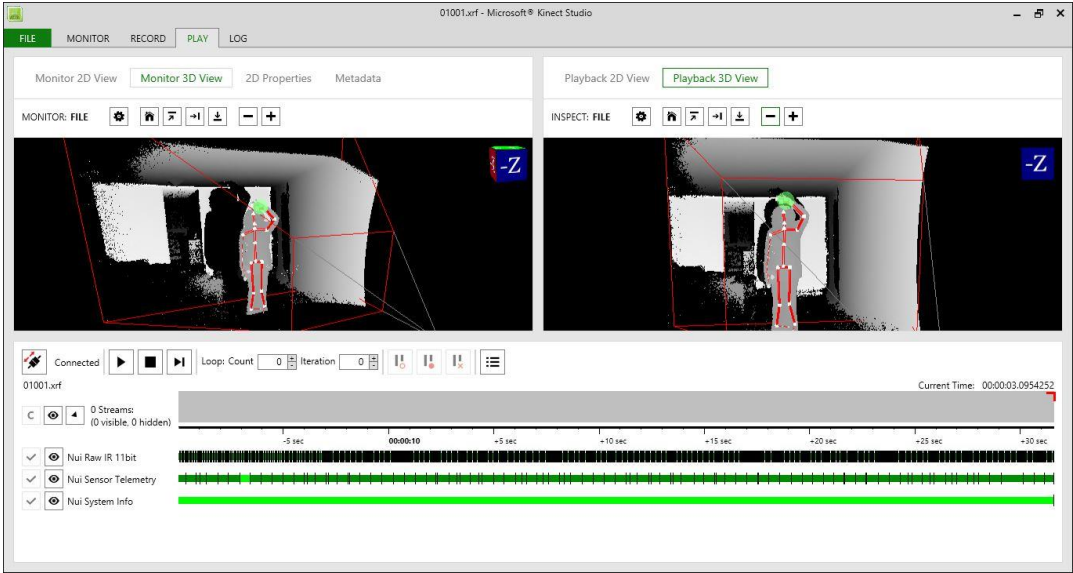 01001.xrf - Microsoft® Kinect Studio
FILE MONITOR RECORD PLAY LOG
Monitor 2D View Monitor 3D View 2D Properties Metadata
Playback 2D View Playback 3D View
MONITOR: FILE
INSPECT: FILE
-Z
-Z
Connected Loop: Count 0 Iteration 0
01001.xrf
Current Time: 00:00:03.0954252
C 0 Streams:
(0 visible, 0 hidden)
-5 sec 00:00:10 +5 sec +10 sec +15 sec +20 sec +25 sec +30 sec
Nui Raw IR 11bit
Nui Sensor Telemetry
Nui System Info